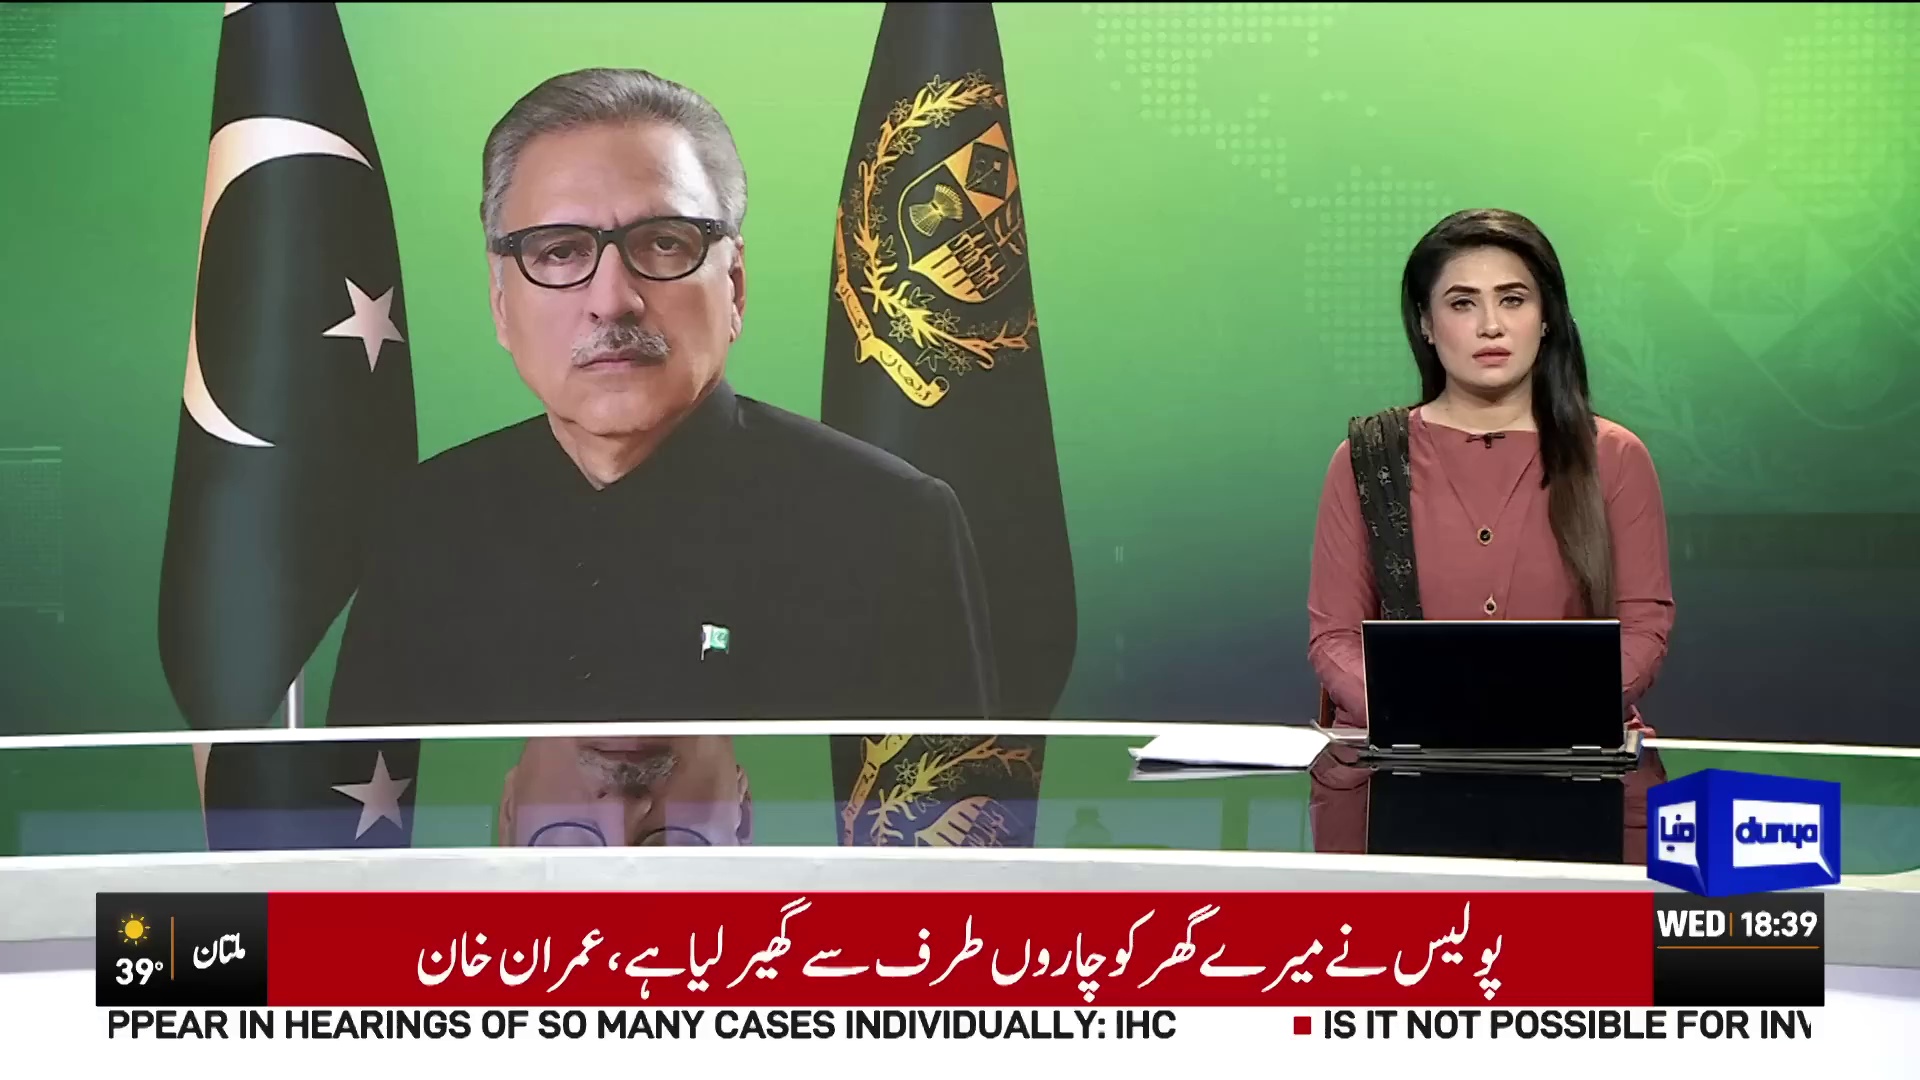 دنیا
dunya
ملتان
39°
پولیس نے میرے گھر کو چاروں طرف سے گھیر لیا ہے، عمران خان
WED 18:39
PPEAR IN HEARINGS OF SO MANY CASES INDIVIDUALLY: IHC ■ IS IT NOT POSSIBLE FOR INV